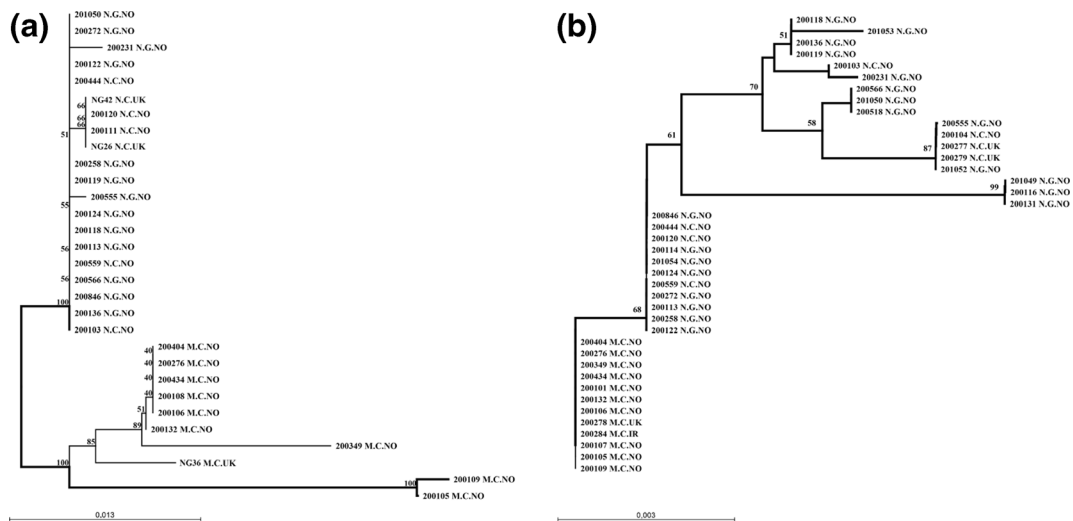 (a)
201050 N.G.NO
200272 N.G.NO
200231 N.G.NO
200122 N.G.NO
200444 N.C.NO
NG42 N.C.UK
66
200120 N.C.NO
66
66
200111 N.C.NO
51
NG26 N.C.UK
200258 N.G.NO
200119 N.G.NO
200555 N.G.NO
55
200124 N.G.NO
200118 N.G.NO
200113 N.G.NO
56
200559 N.C.NO
56
200566 N.G.NO
200846 N.G.NO
100
200136 N.G.NO
200103 N.C.NO
200404 M.C.NO
40
200276 M.C.NO
40
200434 M.C.NO
40
200108 M.C.NO
40
200106 M.C.NO
51
200132 M.C.NO
89
200349 M.C.NO
85
NG36 M.C.UK
100
200109 M.C.NO
100
200105 M.C.NO
0.013
(b)
200118 N.G.NO
201053 N.G.NO
51
200136 N.G.NO
200119 N.G.NO
200103 N.C.NO
200231 N.G.NO
70
200566 N.G.NO
201050 N.G.NO
200518 N.G.NO
58
200555 N.G.NO
200104 N.C.NO
61
200277 N.C.UK
87
200279 N.C.UK
201052 N.G.NO
201049 N.G.NO
99
200116 N.G.NO
200131 N.G.NO
200846 N.G.NO
200444 N.C.NO
200120 N.C.NO
200114 N.G.NO
201054 N.G.NO
200124 N.G.NO
200559 N.C.NO
200272 N.G.NO
200113 N.G.NO
68
200258 N.G.NO
200122 N.G.NO
200404 M.C.NO
200276 M.C.NO
200349 M.C.NO
200434 M.C.NO
200101 M.C.NO
200132 M.C.NO
200106 M.C.NO
200278 M.C.UK
200284 M.C.IR
200107 M.C.NO
200105 M.C.NO
200109 M.C.NO
0.003